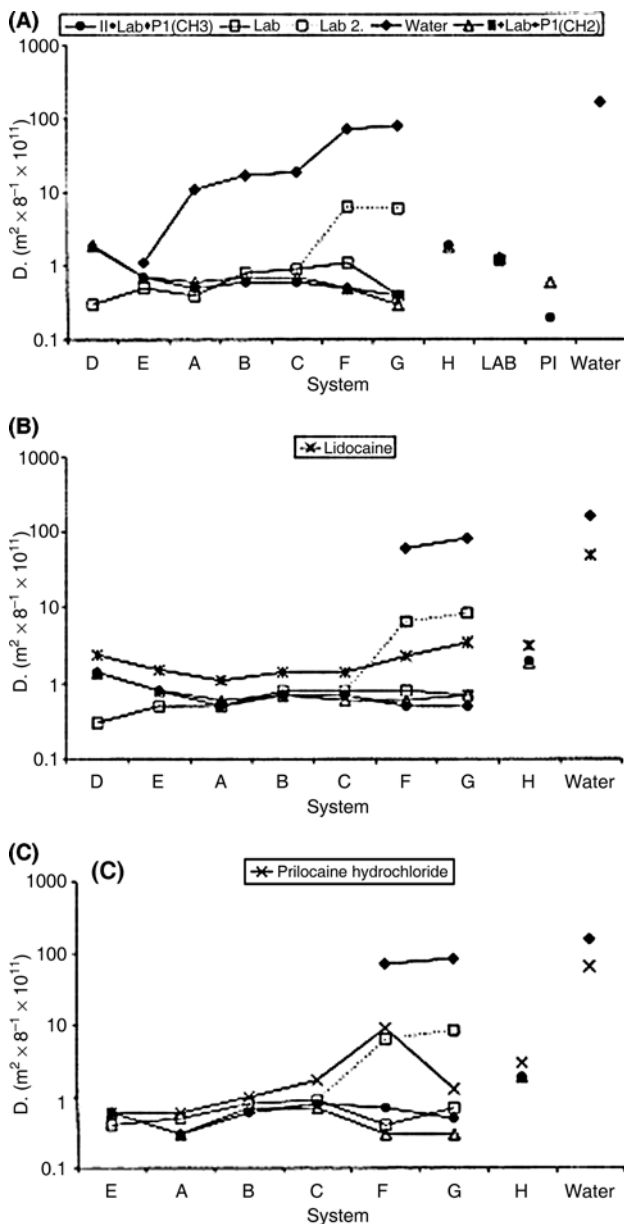 (A)
II•Lab♦P1(CH3) Lab Lab 2. Water ■♦Lab♦P1(CH2)
1000
100
10
1
0.1
D. (m² × 8⁻¹ × 10¹¹)
D E A B C F G H LAB PI Water
System
(B)
Lidocaine
1000
100
10
1
0.1
D. (m² × 8⁻¹ × 10¹¹)
D E A B C F G H Water
System
(C) (C)
Prilocaine hydrochloride
1000
100
10
1
0.1
D. (m² × 8⁻¹ × 10¹¹)
E A B C F G H Water
System